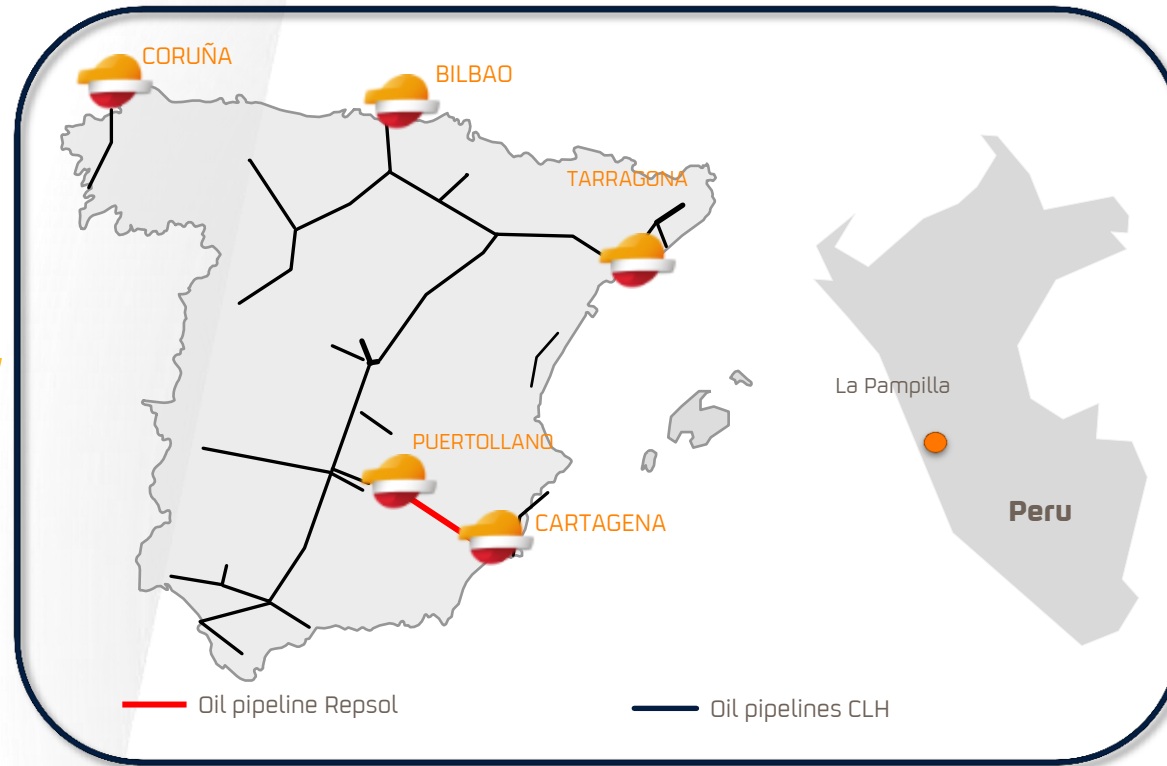 CORUÑA
BILBAO
TARRAGONA
La Pampilla
PUERTOLLANO
Peru
CARTAGENA
Oil pipeline Repsol
Oil pipelines CLH